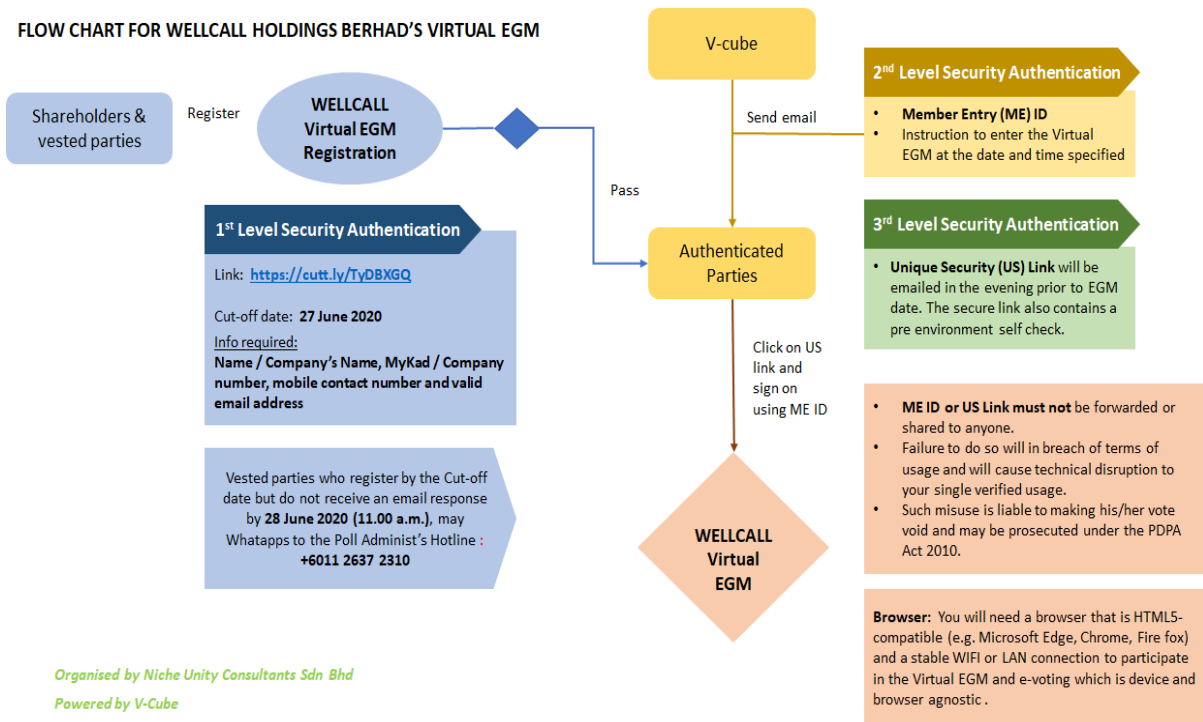 FLOW CHART FOR WELLCALL HOLDINGS BERHAD'S VIRTUAL EGM
Shareholders &
vested parties
Register
WELLCALL
Virtual EGM
Registration
Pass
V-cube
Send email
2nd Level Security Authentication
• Member Entry (ME) ID
• Instruction to enter the Virtual
EGM at the date and time specified
1st Level Security Authentication
Link: https://cutt.ly/TyDBXGQ
Cut-off date: 27 June 2020
Info required:
Name / Company's Name, MyKad / Company
number, mobile contact number and valid
email address
Authenticated
Parties
3rd Level Security Authentication
• Unique Security (US) Link will be
emailed in the evening prior to EGM
date. The secure link also contains a
pre environment self check.
Click on US
link and
sign on
using ME ID
• ME ID or US Link must not be forwarded or
shared to anyone.
• Failure to do so will in breach of terms of
usage and will cause technical disruption to
your single verified usage.
• Such misuse is liable to making his/her vote
void and may be prosecuted under the PDPA
Act 2010.
Vested parties who register by the Cut-off
date but do not receive an email response
by 28 June 2020 (11.00 a.m.), may
Whatapps to the Poll Administ's Hotline :
+6011 2637 2310
WELLCALL
Virtual
EGM
Browser: You will need a browser that is HTML5-
compatible (e.g. Microsoft Edge, Chrome, Fire fox)
and a stable WIFI or LAN connection to participate
in the Virtual EGM and e-voting which is device and
browser agnostic .
Organised by Niche Unity Consultants Sdn Bhd
Powered by V-Cube